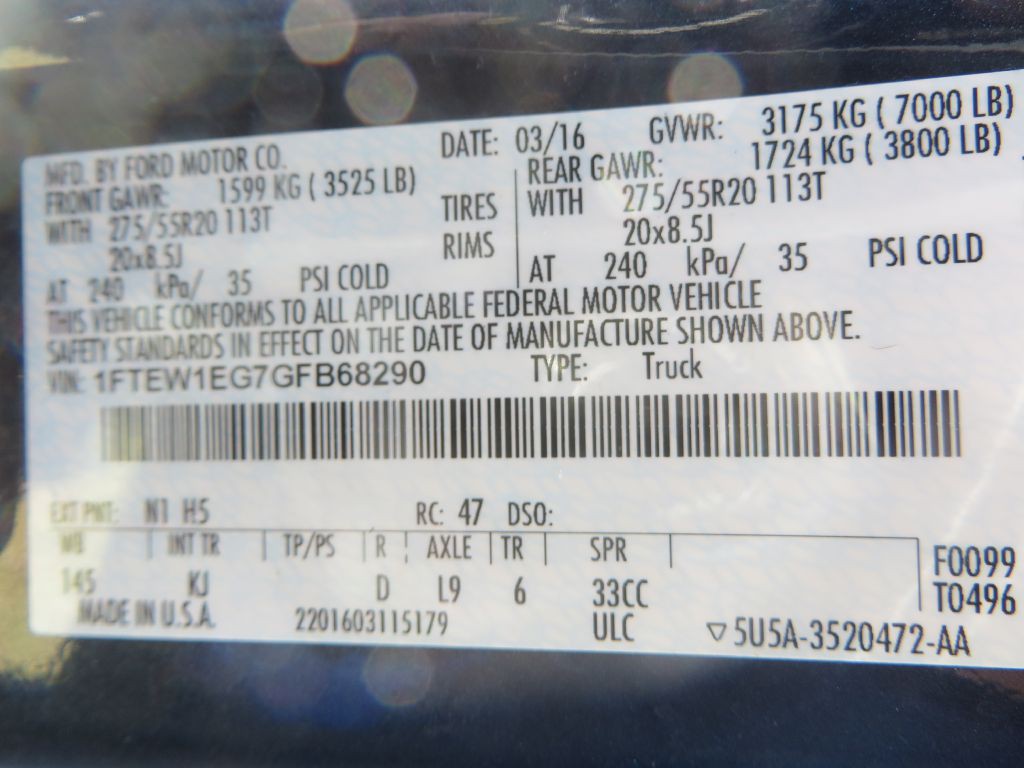 MFD. BY FORD MOTOR CO. DATE: 03/16 GVWR: 3175 KG ( 7000 LB)
FRONT GAWR: 1599 KG ( 3525 LB) REAR GAWR: 1724 KG ( 3800 LB)
WITH 275/55R20 113T TIRES WITH 275/55R20 113T
20x8.5J RIMS 20x8.5J
AT 240 kPa/ 35 PSI COLD AT 240 kPa/ 35 PSI COLD
THIS VEHICLE CONFORMS TO ALL APPLICABLE FEDERAL MOTOR VEHICLE
SAFETY STANDARDS IN EFFECT ON THE DATE OF MANUFACTURE SHOWN ABOVE.
VIN: 1FTEW1EG7GFB68290 TYPE: Truck
EXT PNT: N1 H5 RC: 47 DSO:
WB INT TR TP/PS R AXLE TR SPR F0099
145 KJ D L9 6 33CC T0496
MADE IN U.S.A. 2201603115179 ULC ▽5U5A-3520472-AA